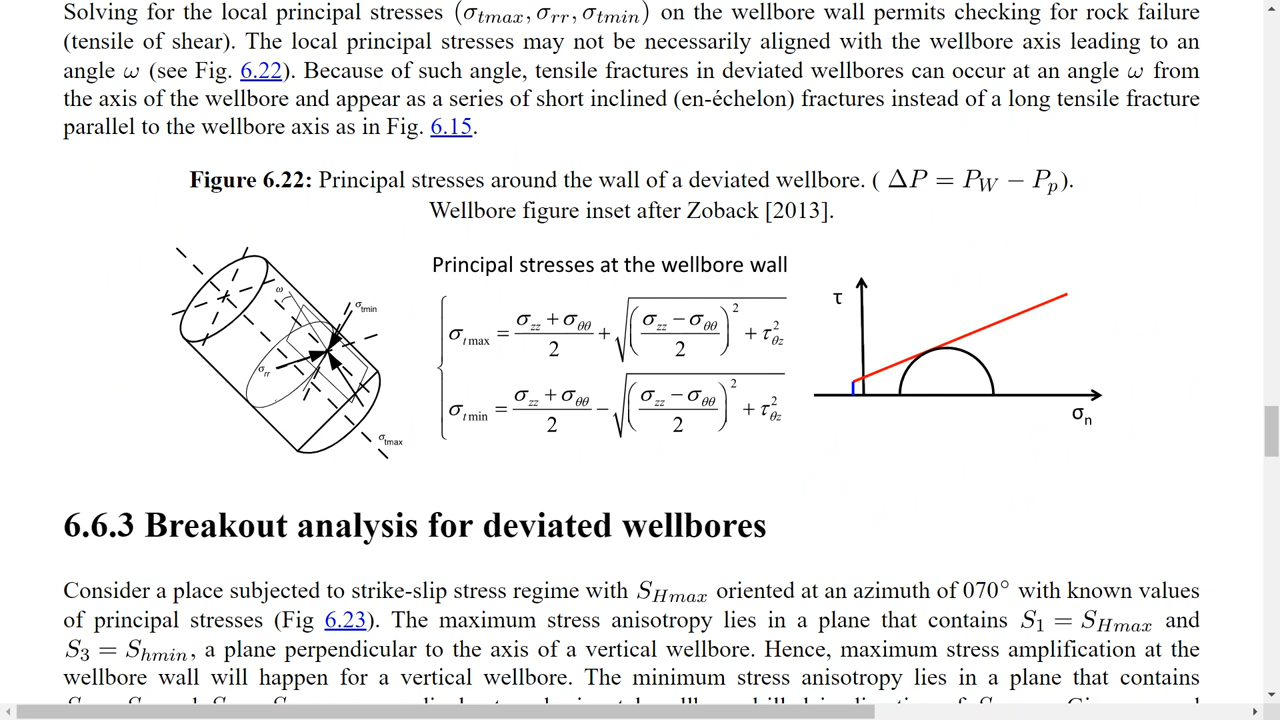 Solving for the local principal stresses (σtmax, σrr, σtmin) on the wellbore wall permits checking for rock failure
(tensile of shear). The local principal stresses may not be necessarily aligned with the wellbore axis leading to an
angle ω (see Fig. 6.22). Because of such angle, tensile fractures in deviated wellbores can occur at an angle ω from
the axis of the wellbore and appear as a series of short inclined (en-échelon) fractures instead of a long tensile fracture
parallel to the wellbore axis as in Fig. 6.15.
Figure 6.22: Principal stresses around the wall of a deviated wellbore. ( ΔP = PW − Pp).
Wellbore figure inset after Zoback [2013].
ω
σtmin
σrr
σtmax
Principal stresses at the wellbore wall
σt max = (σzz + σθθ)/2 + √(((σzz − σθθ)/2)² + τθz²)
σt min = (σzz + σθθ)/2 − √(((σzz − σθθ)/2)² + τθz²)
τ
σn
6.6.3 Breakout analysis for deviated wellbores
Consider a place subjected to strike-slip stress regime with SHmax oriented at an azimuth of 070° with known values
of principal stresses (Fig 6.23). The maximum stress anisotropy lies in a plane that contains S1 = SHmax and
S3 = Shmin, a plane perpendicular to the axis of a vertical wellbore. Hence, maximum stress amplification at the
wellbore wall will happen for a vertical wellbore. The minimum stress anisotropy lies in a plane that contains